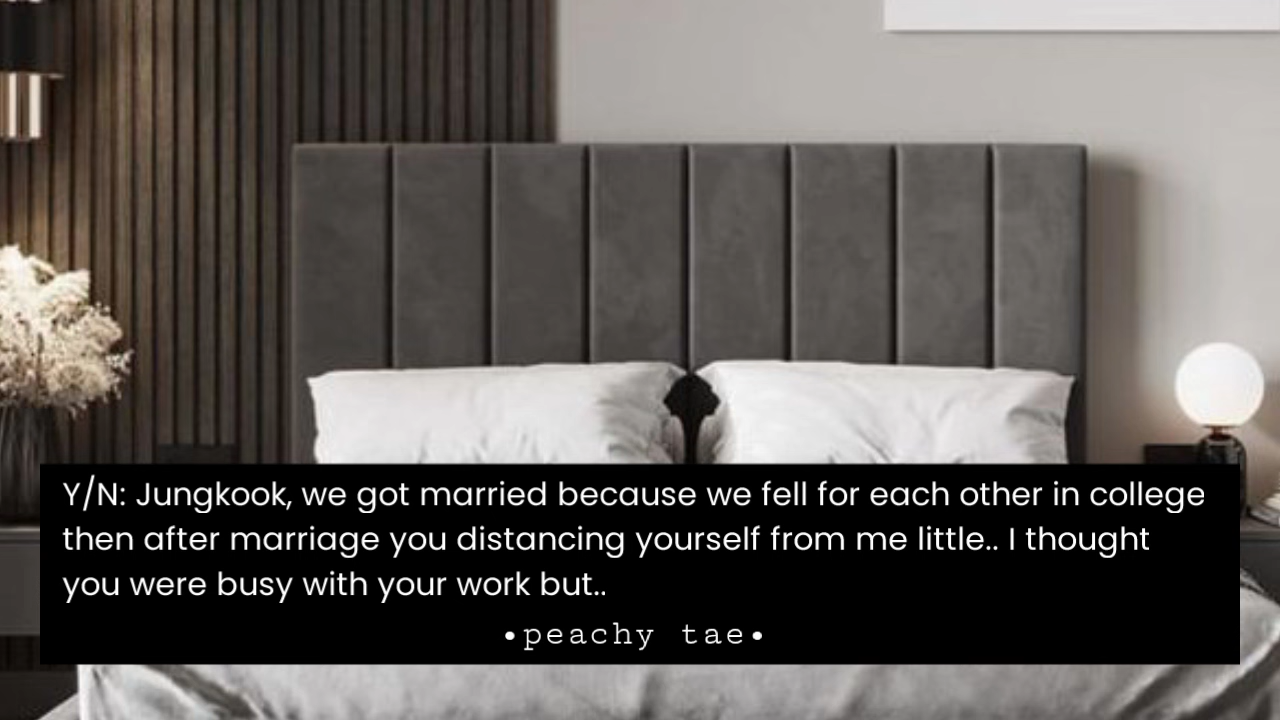 Y/N: Jungkook, we got married because we fell for each other in college
then after marriage you distancing yourself from me little.. I thought
you were busy with your work but..
•peachy tae•